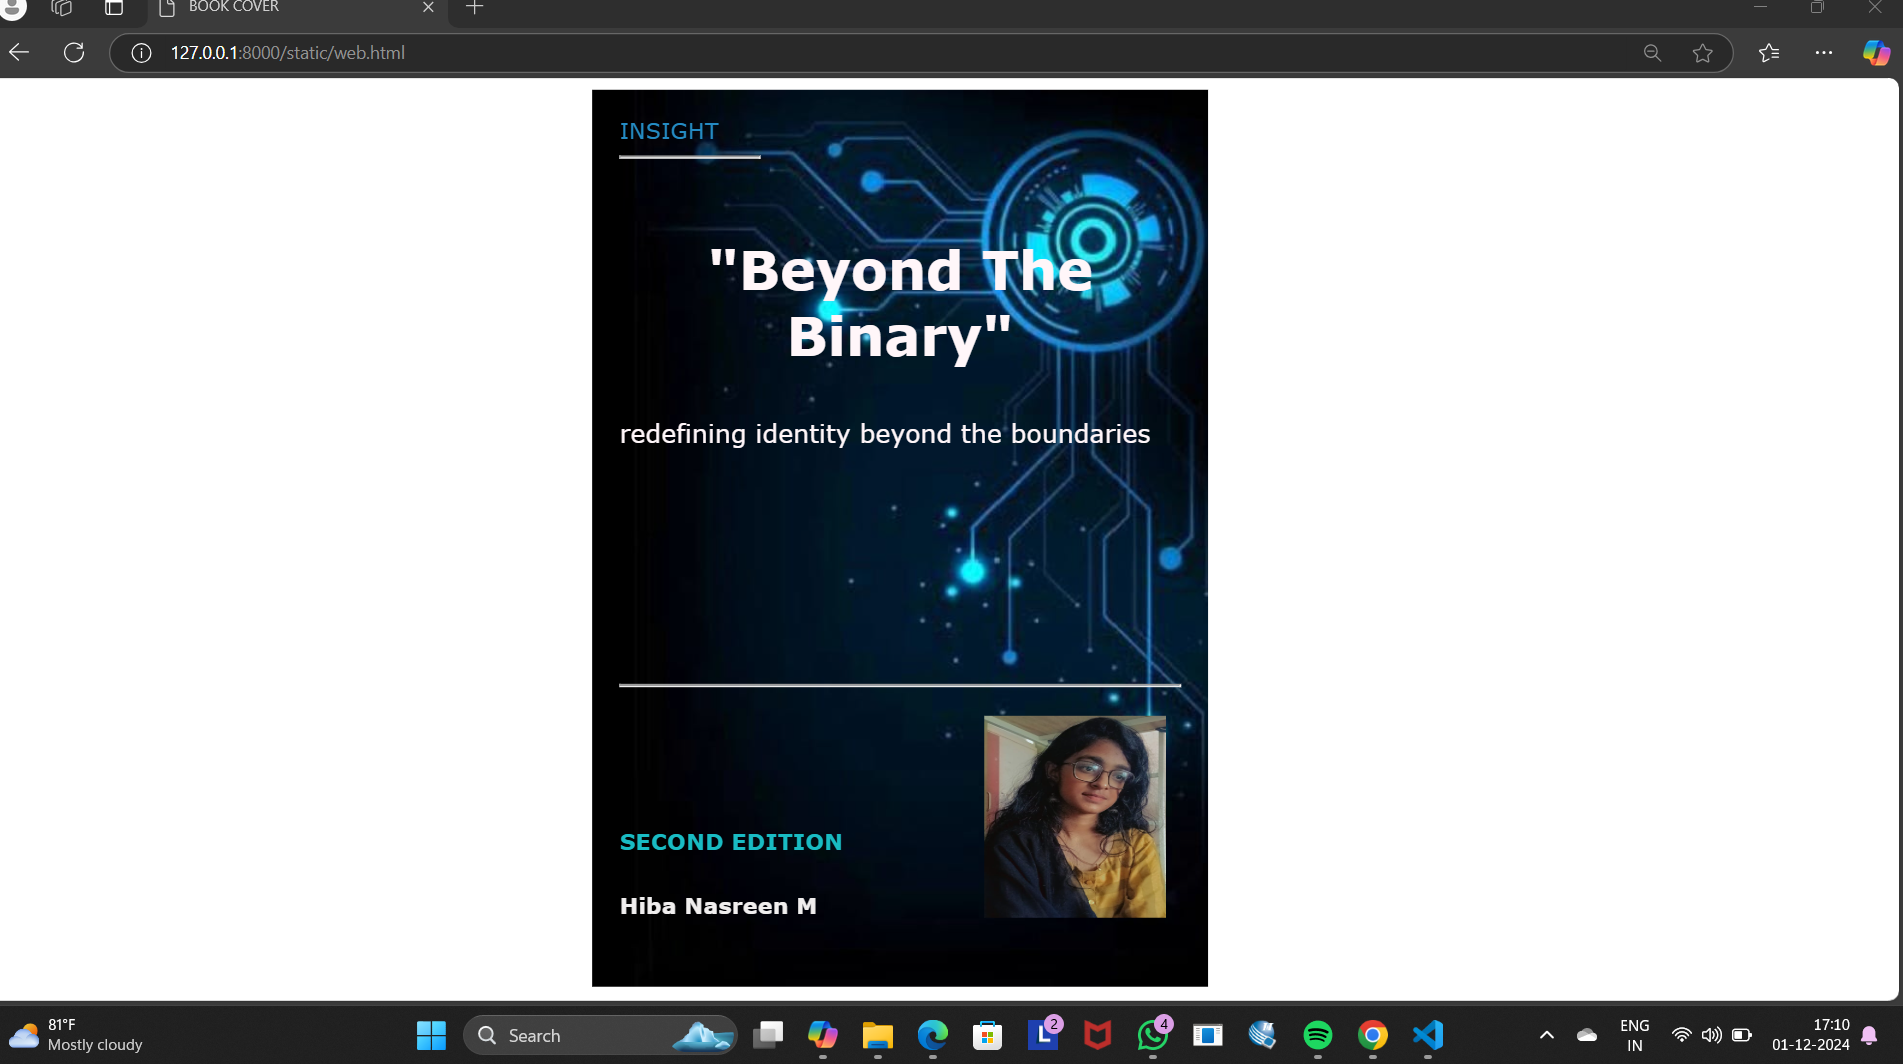 BOOK COVER
127.0.0.1:8000/static/web.html
INSIGHT
"Beyond The
Binary"
redefining identity beyond the boundaries
SECOND EDITION
Hiba Nasreen M
81°F
Mostly cloudy
Search
L
2
4
ENG
IN
17:10
01-12-2024